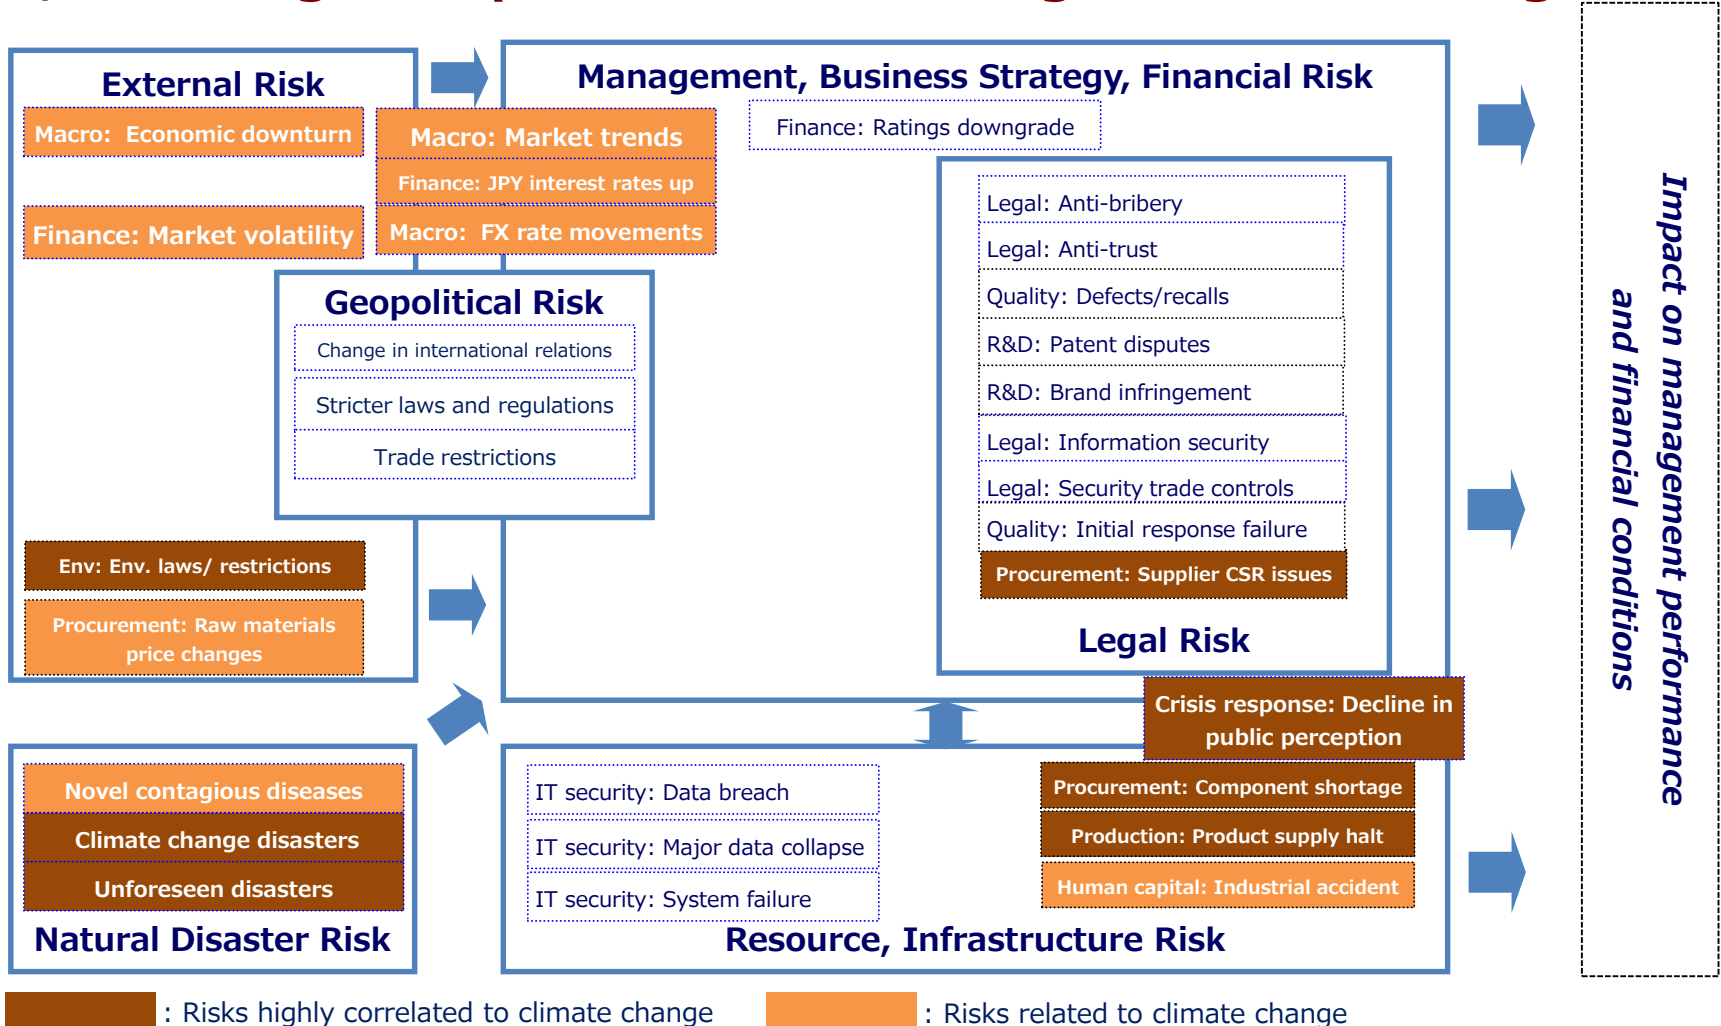 External Risk
Macro:  Economic downturn
Finance: Market volatility
Macro: Market trends
Finance: JPY interest rates up
Macro:  FX rate movements
Geopolitical Risk
Change in international relations
Stricter laws and regulations
Trade restrictions
Env: Env. laws/ restrictions
Procurement: Raw materials
price changes
Management, Business Strategy, Financial Risk
Finance: Ratings downgrade
Legal: Anti-bribery
Legal: Anti-trust
Quality: Defects/recalls
R&D: Patent disputes
R&D: Brand infringement
Legal: Information security
Legal: Security trade controls
Quality: Initial response failure
Procurement: Supplier CSR issues
Legal Risk
Crisis response: Decline in
public perception
Novel contagious diseases
Climate change disasters
Unforeseen disasters
Natural Disaster Risk
IT security: Data breach
IT security: Major data collapse
IT security: System failure
Procurement: Component shortage
Production: Product supply halt
Human capital: Industrial accident
Resource, Infrastructure Risk
Impact on management performance
and financial conditions
: Risks highly correlated to climate change
: Risks related to climate change